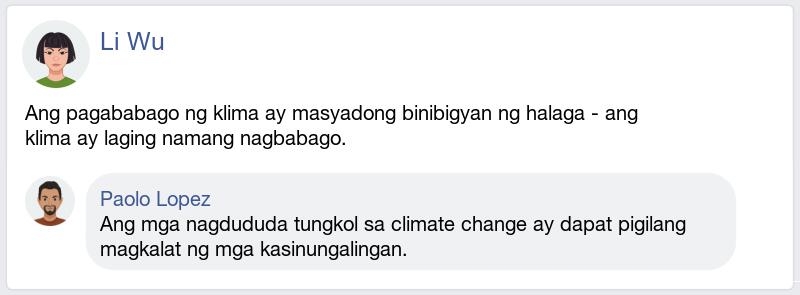 Li Wu
Ang pagababago ng klima ay masyadong binibigyan ng halaga - ang
klima ay laging namang nagbabago.
Paolo Lopez
Ang mga nagdududa tungkol sa climate change ay dapat pigilang
magkalat ng mga kasinungalingan.